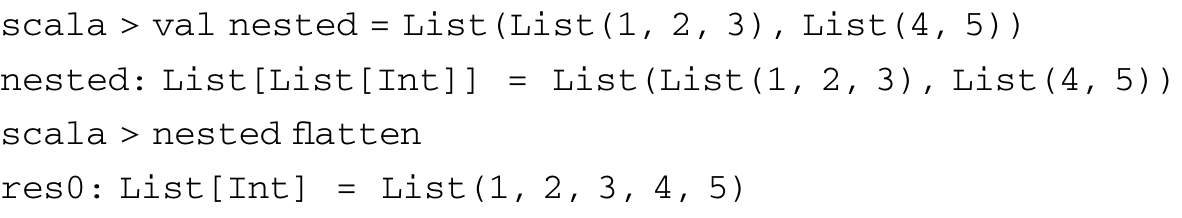 scala > val nested = List(List(1, 2, 3), List(4, 5))
nested: List[List[Int]] = List(List(1, 2, 3), List(4, 5))
scala > nested flatten
res0: List[Int] = List(1, 2, 3, 4, 5)